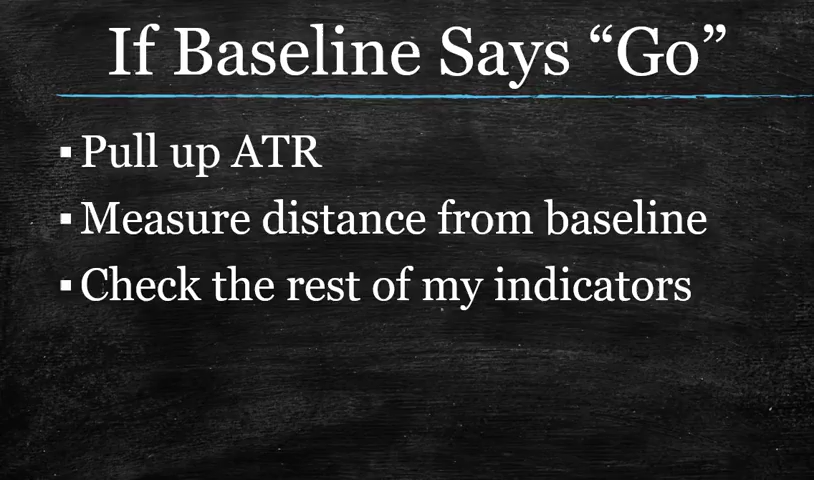 If Baseline Says “Go”
▪ Pull up ATR
▪ Measure distance from baseline
▪ Check the rest of my indicators